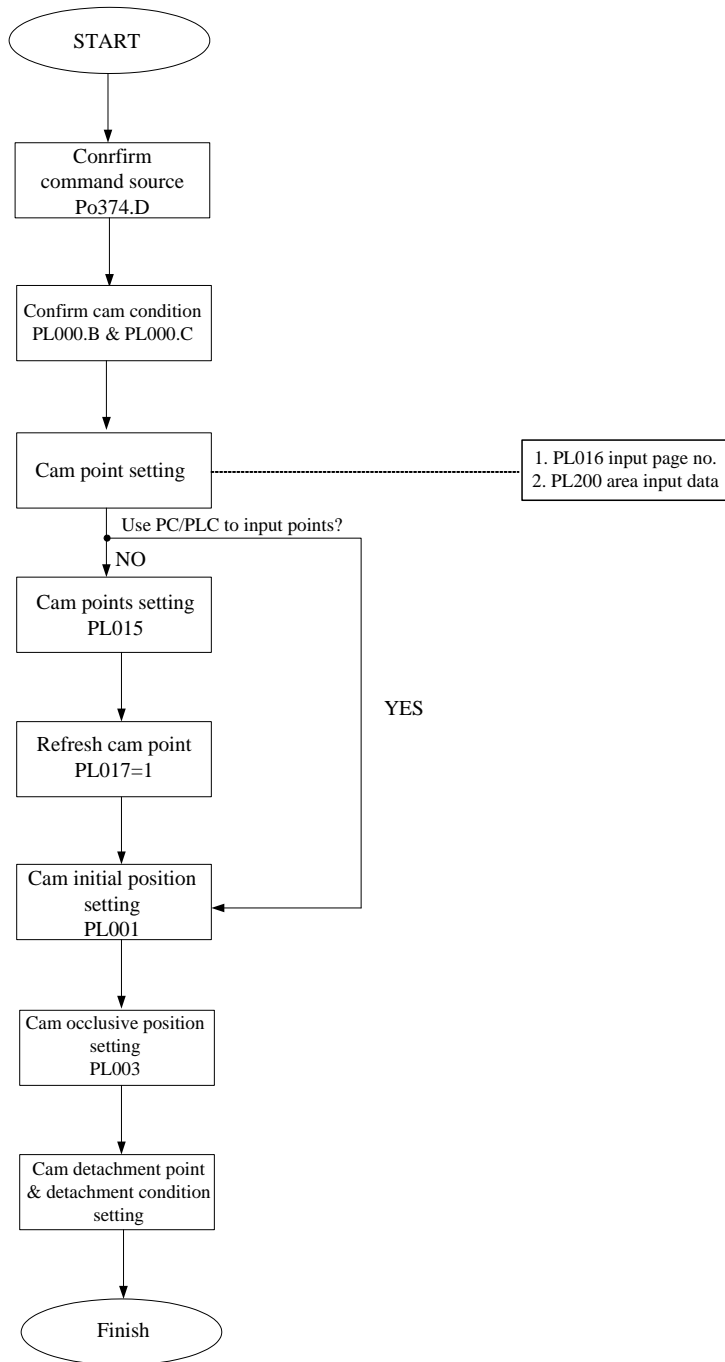 START
Conrfirm
command source
Po374.D
Confirm cam condition
PL000.B & PL000.C
Cam point setting
1. PL016 input page no.
2. PL200 area input data
Use PC/PLC to input points?
NO
Cam points setting
PL015
YES
Refresh cam point
PL017=1
Cam initial position
setting
PL001
Cam occlusive position
setting
PL003
Cam detachment point
& detachment condition
setting
Finish